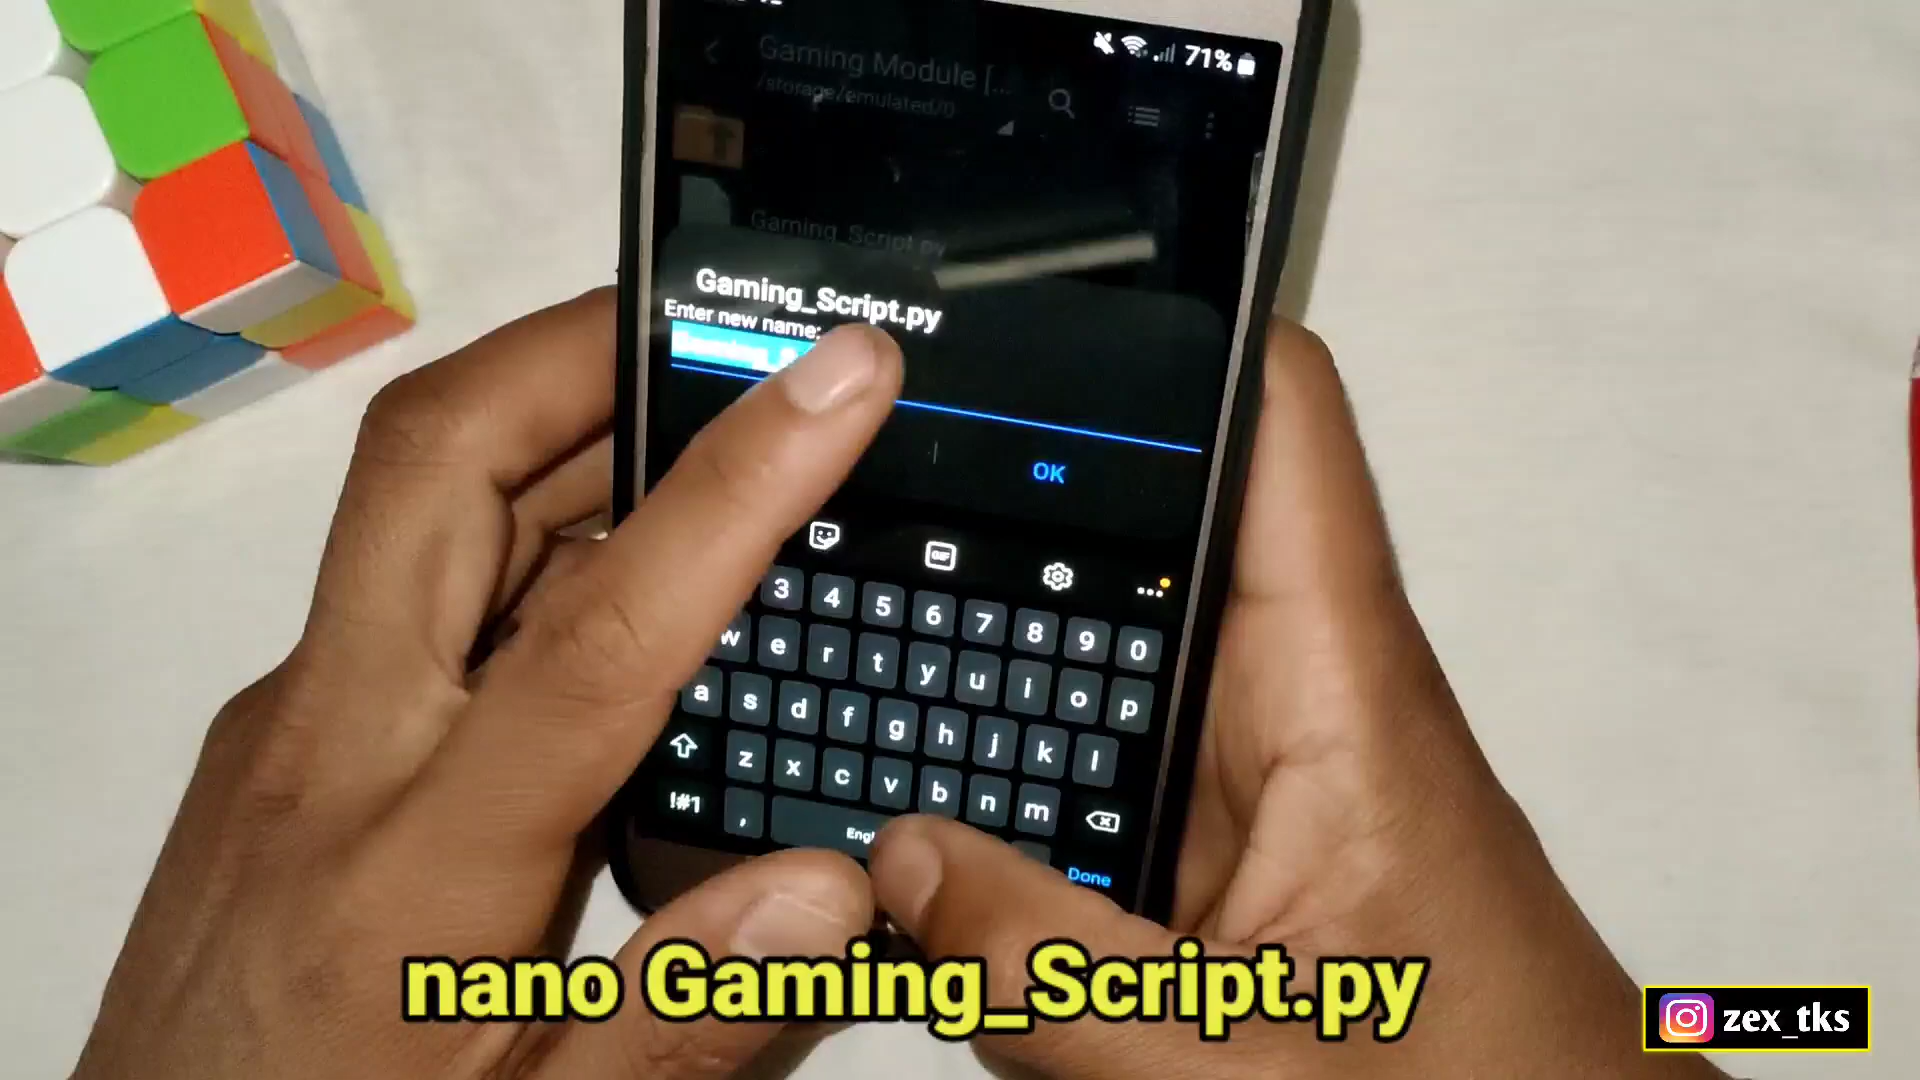 71%
Gaming Module [...
/storage/emulated/0
Gaming_Script.py
Gaming_Script.py
Enter new name:
OK
GIF
3 4 5 6 7 8 9 0
w e r t y u i o p
a s d f g h j k l
z x c v b n m
!#1 ,
Done
nano Gaming_Script.py
zex_tks